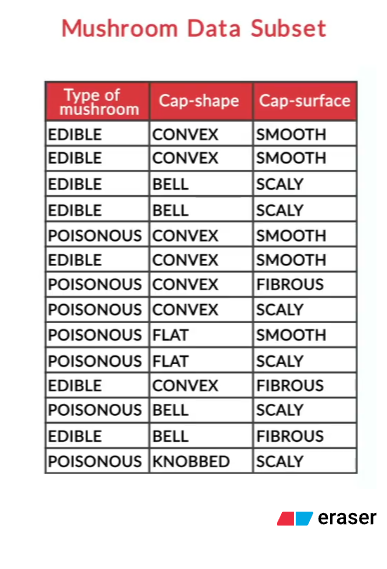 Mushroom Data Subset
Type of mushroom Cap-shape Cap-surface
EDIBLE CONVEX SMOOTH
EDIBLE CONVEX SMOOTH
EDIBLE BELL SCALY
EDIBLE BELL SCALY
POISONOUS CONVEX SMOOTH
EDIBLE CONVEX SMOOTH
POISONOUS CONVEX FIBROUS
POISONOUS CONVEX SCALY
POISONOUS FLAT SMOOTH
POISONOUS FLAT SCALY
EDIBLE CONVEX FIBROUS
POISONOUS BELL SCALY
EDIBLE BELL FIBROUS
POISONOUS KNOBBED SCALY
eraser